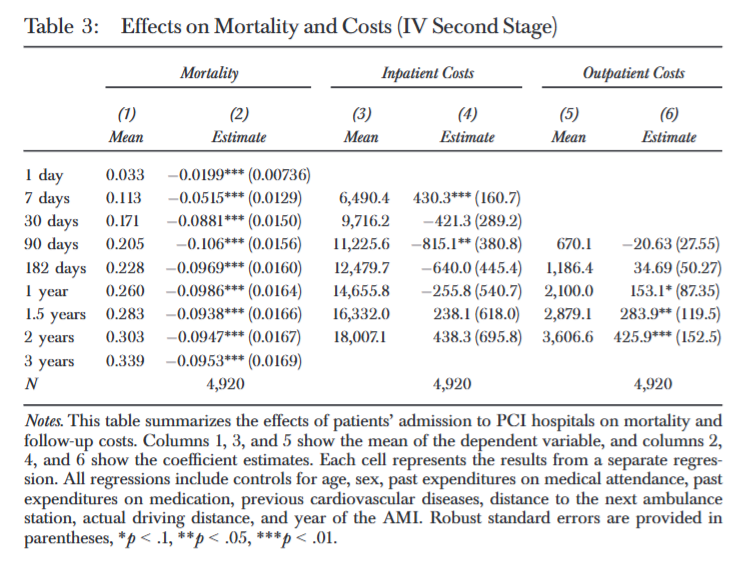 Table 3: Effects on Mortality and Costs (IV Second Stage)
Mortality Inpatient Costs Outpatient Costs
(1) (2) (3) (4) (5) (6)
Mean Estimate Mean Estimate Mean Estimate
1 day 0.033 −0.0199*** (0.00736)
7 days 0.113 −0.0515*** (0.0129) 6,490.4 430.3*** (160.7)
30 days 0.171 −0.0881*** (0.0150) 9,716.2 −421.3 (289.2)
90 days 0.205 −0.106*** (0.0156) 11,225.6 −815.1** (380.8) 670.1 −20.63 (27.55)
182 days 0.228 −0.0969*** (0.0160) 12,479.7 −640.0 (445.4) 1,186.4 34.69 (50.27)
1 year 0.260 −0.0986*** (0.0164) 14,655.8 −255.8 (540.7) 2,100.0 153.1* (87.35)
1.5 years 0.283 −0.0938*** (0.0166) 16,332.0 238.1 (618.0) 2,879.1 283.9** (119.5)
2 years 0.303 −0.0947*** (0.0167) 18,007.1 438.3 (695.8) 3,606.6 425.9*** (152.5)
3 years 0.339 −0.0953*** (0.0169)
N 4,920 4,920 4,920
Notes. This table summarizes the effects of patients’ admission to PCI hospitals on mortality and
follow-up costs. Columns 1, 3, and 5 show the mean of the dependent variable, and columns 2,
4, and 6 show the coefficient estimates. Each cell represents the results from a separate regres-
sion. All regressions include controls for age, sex, past expenditures on medical attendance, past
expenditures on medication, previous cardiovascular diseases, distance to the next ambulance
station, actual driving distance, and year of the AMI. Robust standard errors are provided in
parentheses, *p < .1, **p < .05, ***p < .01.